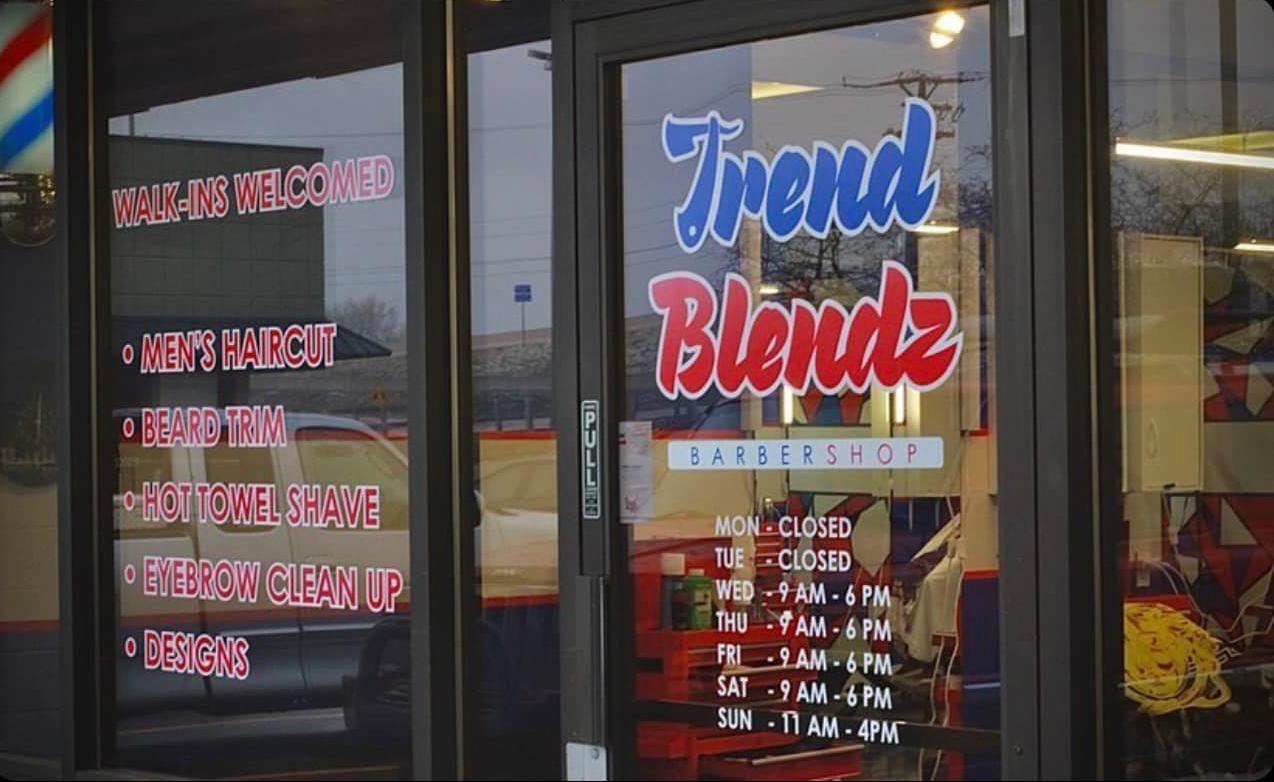 WALK-INS WELCOMED
• MEN'S HAIRCUT
• BEARD TRIM
• HOT TOWEL SHAVE
• EYEBROW CLEAN UP
• DESIGNS
PULL
Trend
Blendz
BARBERSHOP
MON - CLOSED
TUE - CLOSED
WED - 9 AM - 6 PM
THU - 9 AM - 6 PM
FRI - 9 AM - 6 PM
SAT - 9 AM - 6 PM
SUN - 11 AM - 4PM